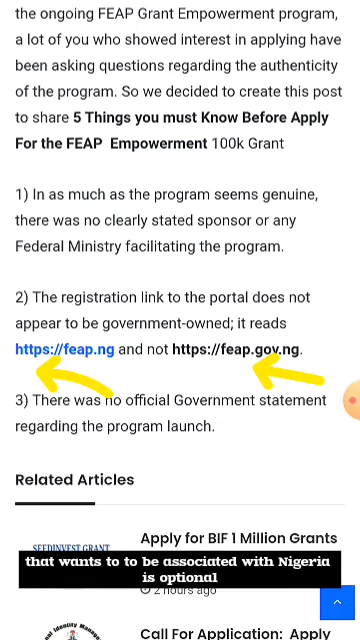 the ongoing FEAP Grant Empowerment program,
a lot of you who showed interest in applying have
been asking questions regarding the authenticity
of the program. So we decided to create this post
to share 5 Things you must Know Before Apply
For the FEAP Empowerment 100k Grant
1) In as much as the program seems genuine,
there was no clearly stated sponsor or any
Federal Ministry facilitating the program.
2) The registration link to the portal does not
appear to be government-owned; it reads
https://feap.ng and not https://feap.gov.ng.
3) There was no official Government statement
regarding the program launch.
Related Articles
SEEDINVEST GRANT
Apply for BIF 1 Million Grants
that wants to to be associated with Nigeria
is optional
2 hours ago
Call For Application: Apply